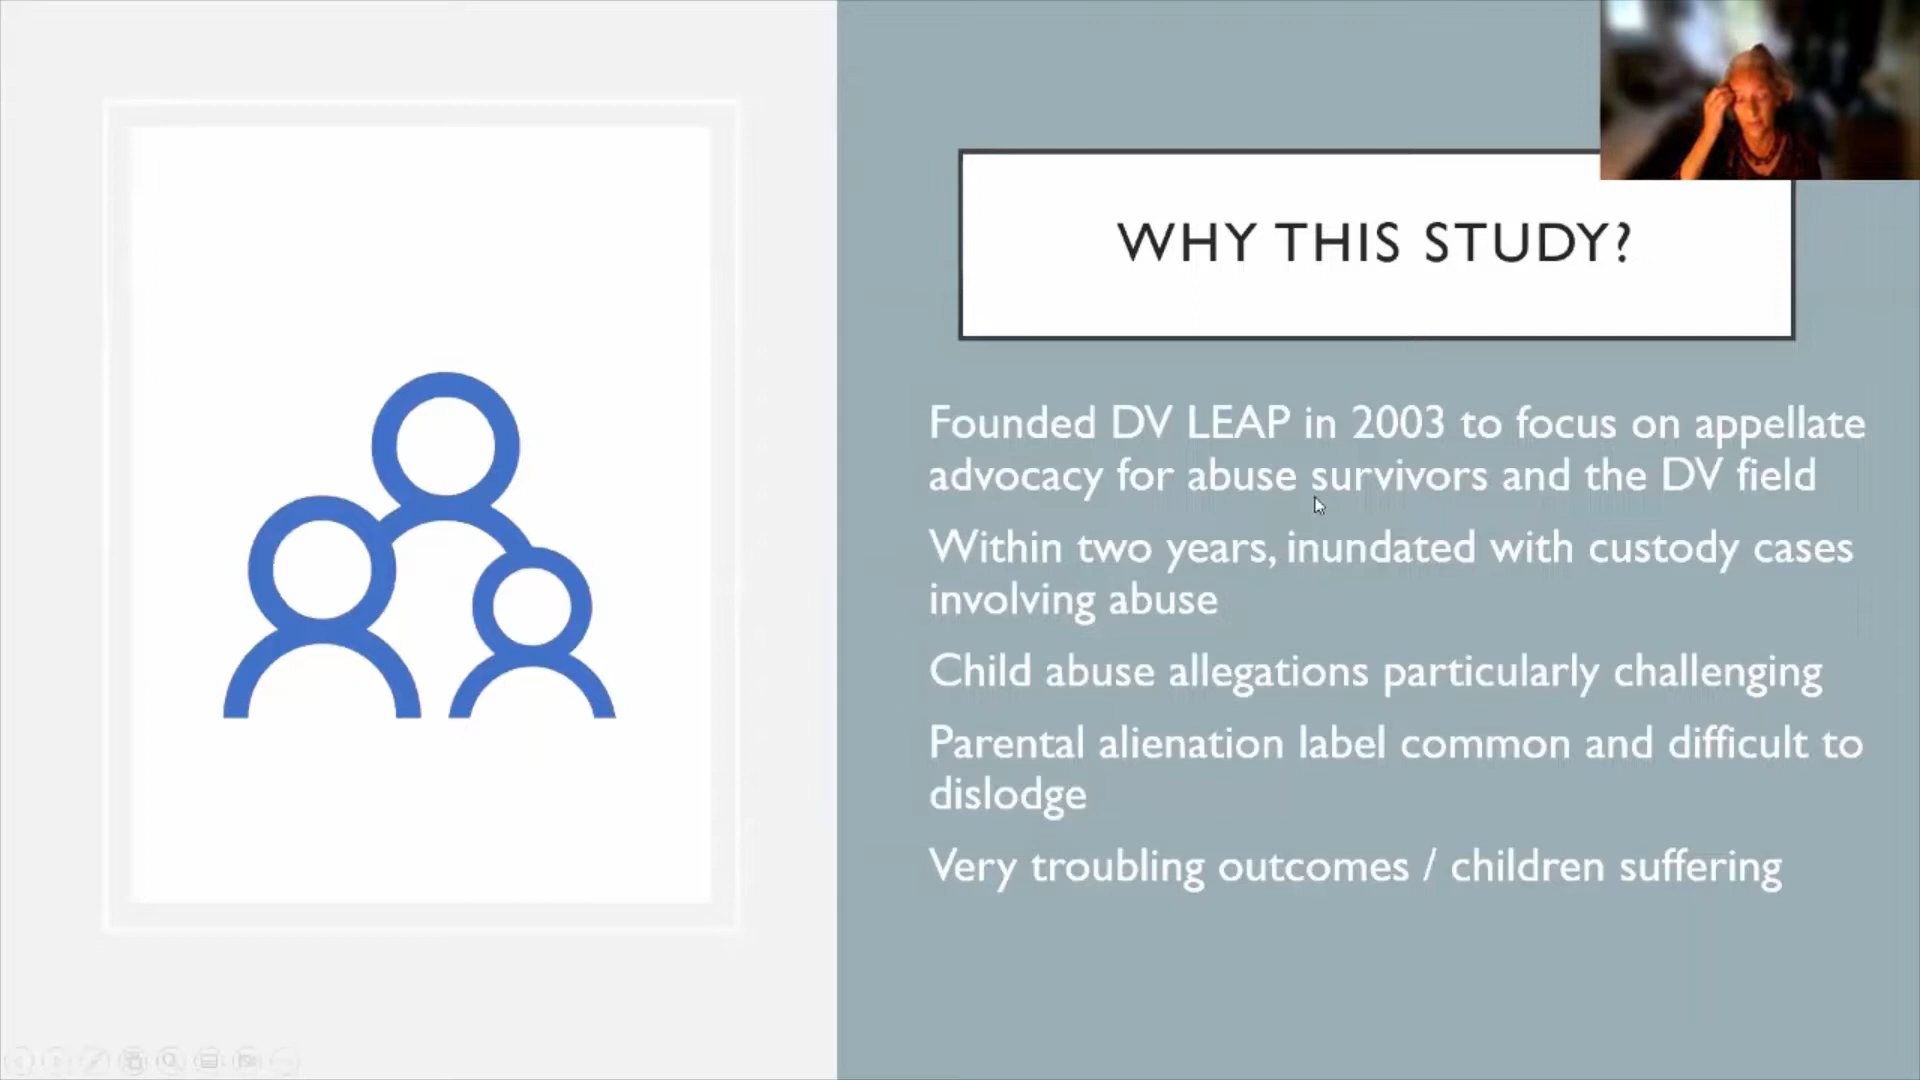 WHY THIS STUDY?
Founded DV LEAP in 2003 to focus on appellate
advocacy for abuse survivors and the DV field
Within two years, inundated with custody cases
involving abuse
Child abuse allegations particularly challenging
Parental alienation label common and difficult to
dislodge
Very troubling outcomes / children suffering